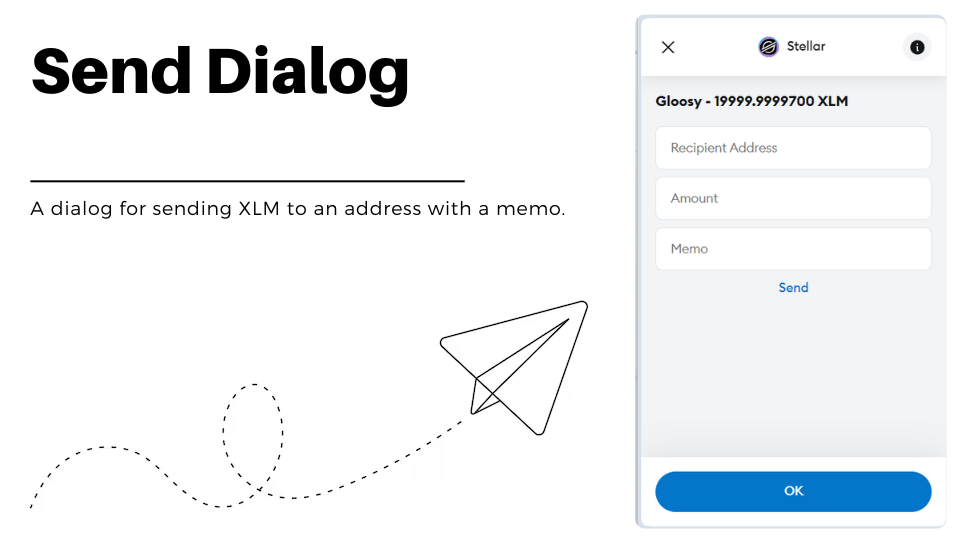 Send Dialog
A dialog for sending XLM to an address with a memo.
Stellar
Gloosy - 19999.9999700 XLM
Recipient Address
Amount
Memo
Send
OK